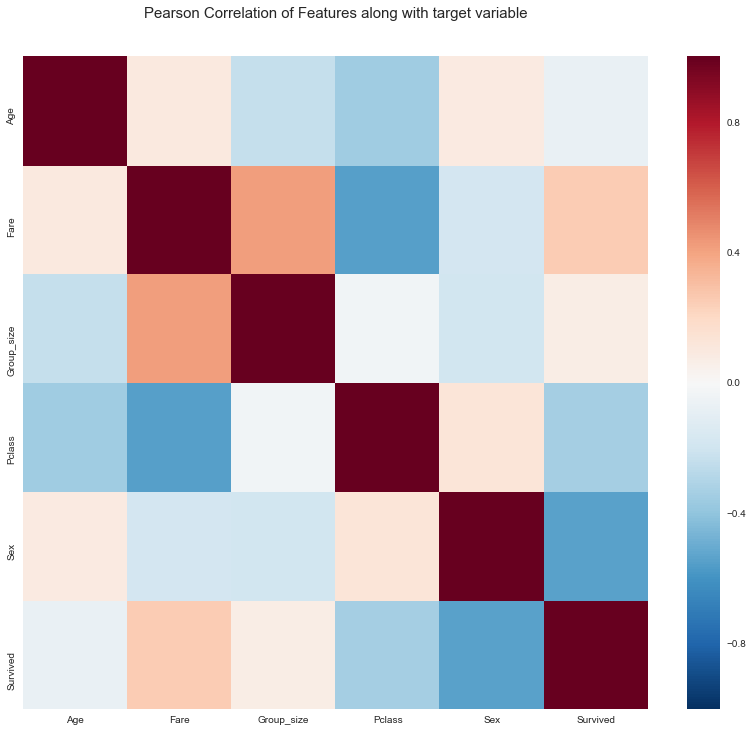 Pearson Correlation of Features along with target variable
Age
Fare
Group_size
Pclass
Sex
Survived
Age
Fare
Group_size
Pclass
Sex
Survived
0.8
0.4
0.0
−0.4
−0.8